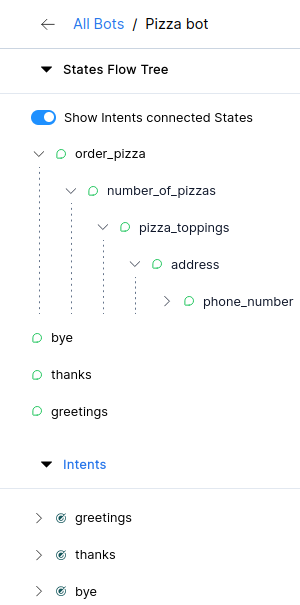 All Bots / Pizza bot
States Flow Tree
Show Intents connected States
order_pizza
number_of_pizzas
pizza_toppings
address
phone_number
bye
thanks
greetings
Intents
greetings
thanks
bye